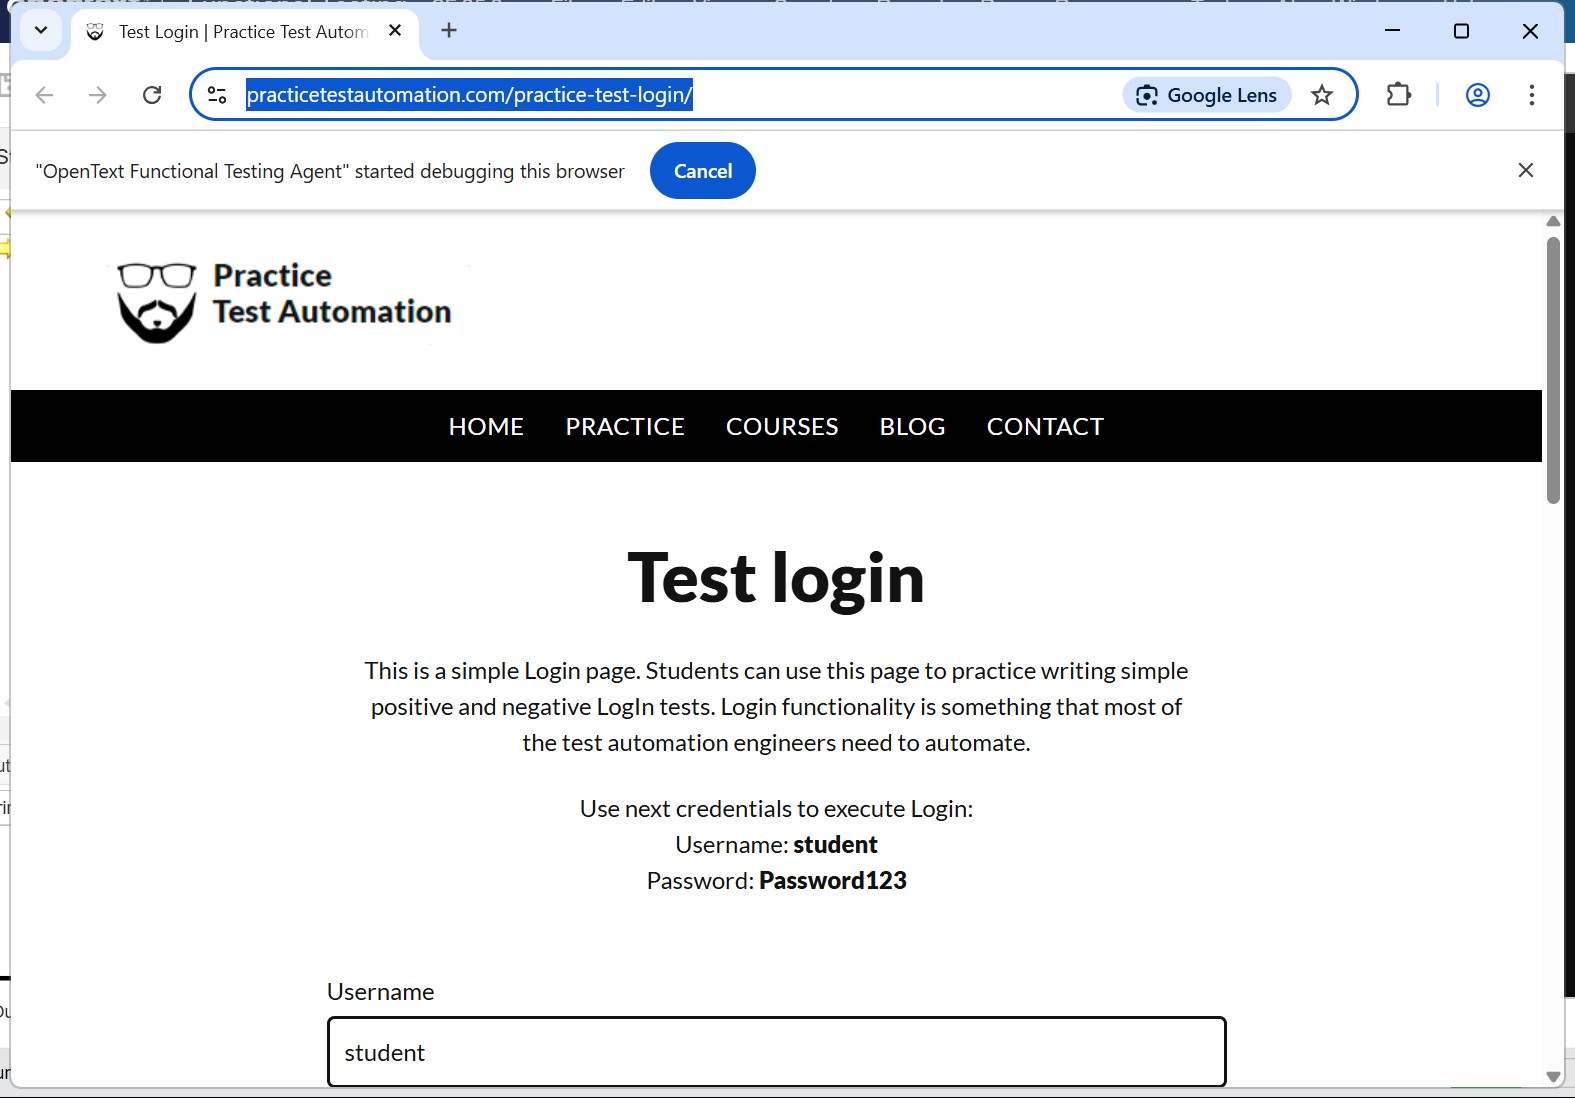 Test Login | Practice Test Autom
practicetestautomation.com/practice-test-login/
Google Lens
"OpenText Functional Testing Agent" started debugging this browser
Cancel
Practice
Test Automation
HOME PRACTICE COURSES BLOG CONTACT
Test login
This is a simple Login page. Students can use this page to practice writing simple
positive and negative LogIn tests. Login functionality is something that most of
the test automation engineers need to automate.
Use next credentials to execute Login:
Username: student
Password: Password123
Username
student